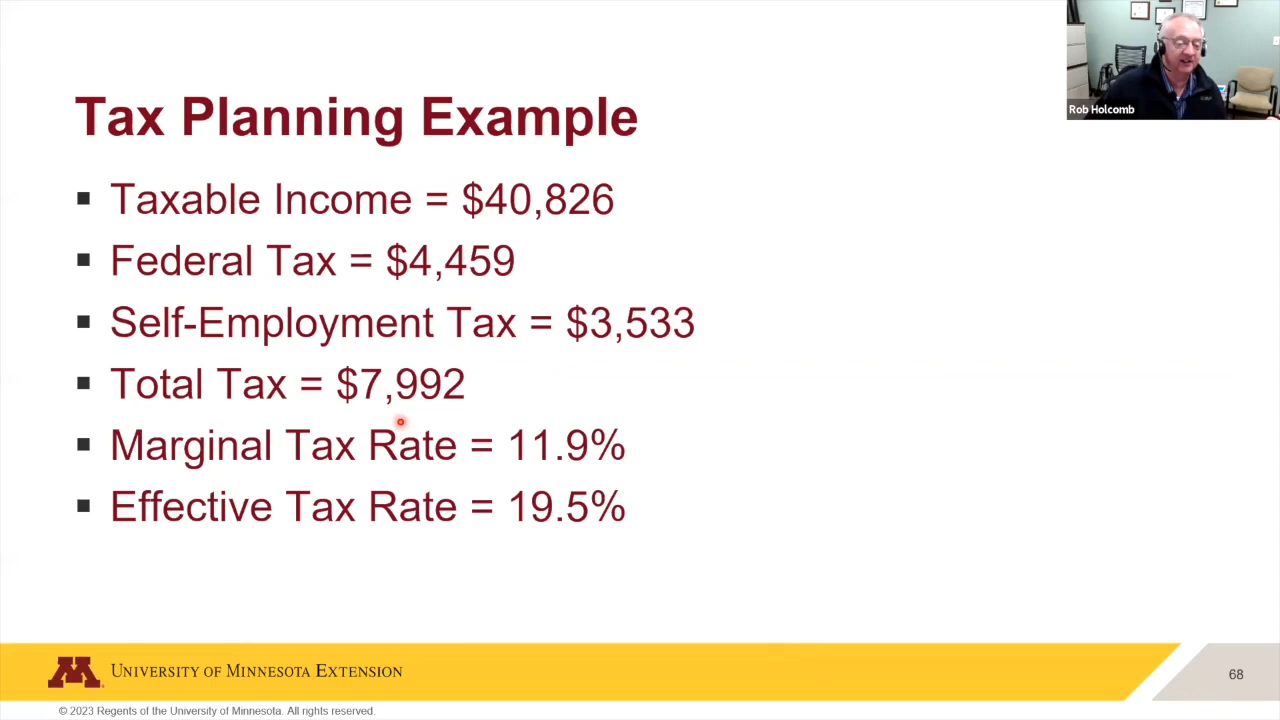 Rob Holcomb
Tax Planning Example
▪ Taxable Income = $40,826
▪ Federal Tax = $4,459
▪ Self-Employment Tax = $3,533
▪ Total Tax = $7,992
▪ Marginal Tax Rate = 11.9%
▪ Effective Tax Rate = 19.5%
M
UNIVERSITY OF MINNESOTA EXTENSION
68
© 2023 Regents of the University of Minnesota. All rights reserved.